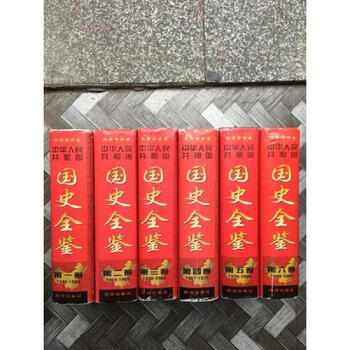 中华人民
共和国
国史全鉴
第一卷
中华人民
共和国
国史全鉴
第二卷
中华人民
共和国
国史全鉴
第三卷
中华人民
共和国
国史全鉴
第四卷
中华人民
共和国
国史全鉴
第五卷
中华人民
共和国
国史全鉴
第六卷